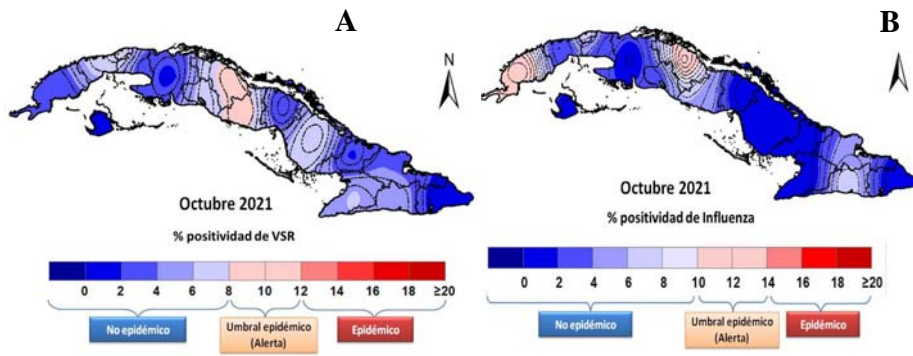 A
N
Octubre 2021
% positividad de VSR
0 2 4 6 8 10 12 14 16 18 ≥20
No epidémico
Umbral epidémico
(Alerta)
Epidémico
B
N
Octubre 2021
% positividad de Influenza
0 2 4 6 8 10 12 14 16 18 ≥20
No epidémico
Umbral epidémico
(Alerta)
Epidémico